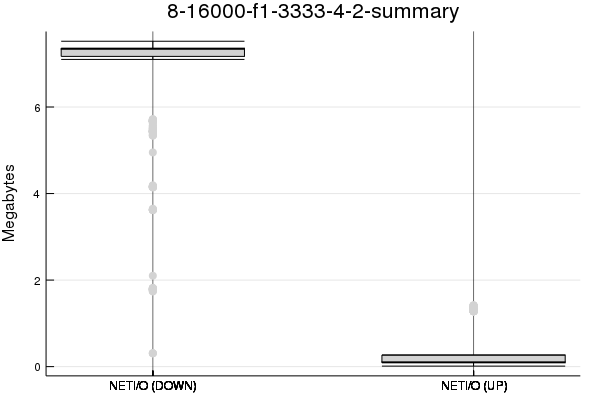 8-16000-f1-3333-4-2-summary
Megabytes
6
4
2
0
NETI/O (DOWN)
NETI/O (UP)